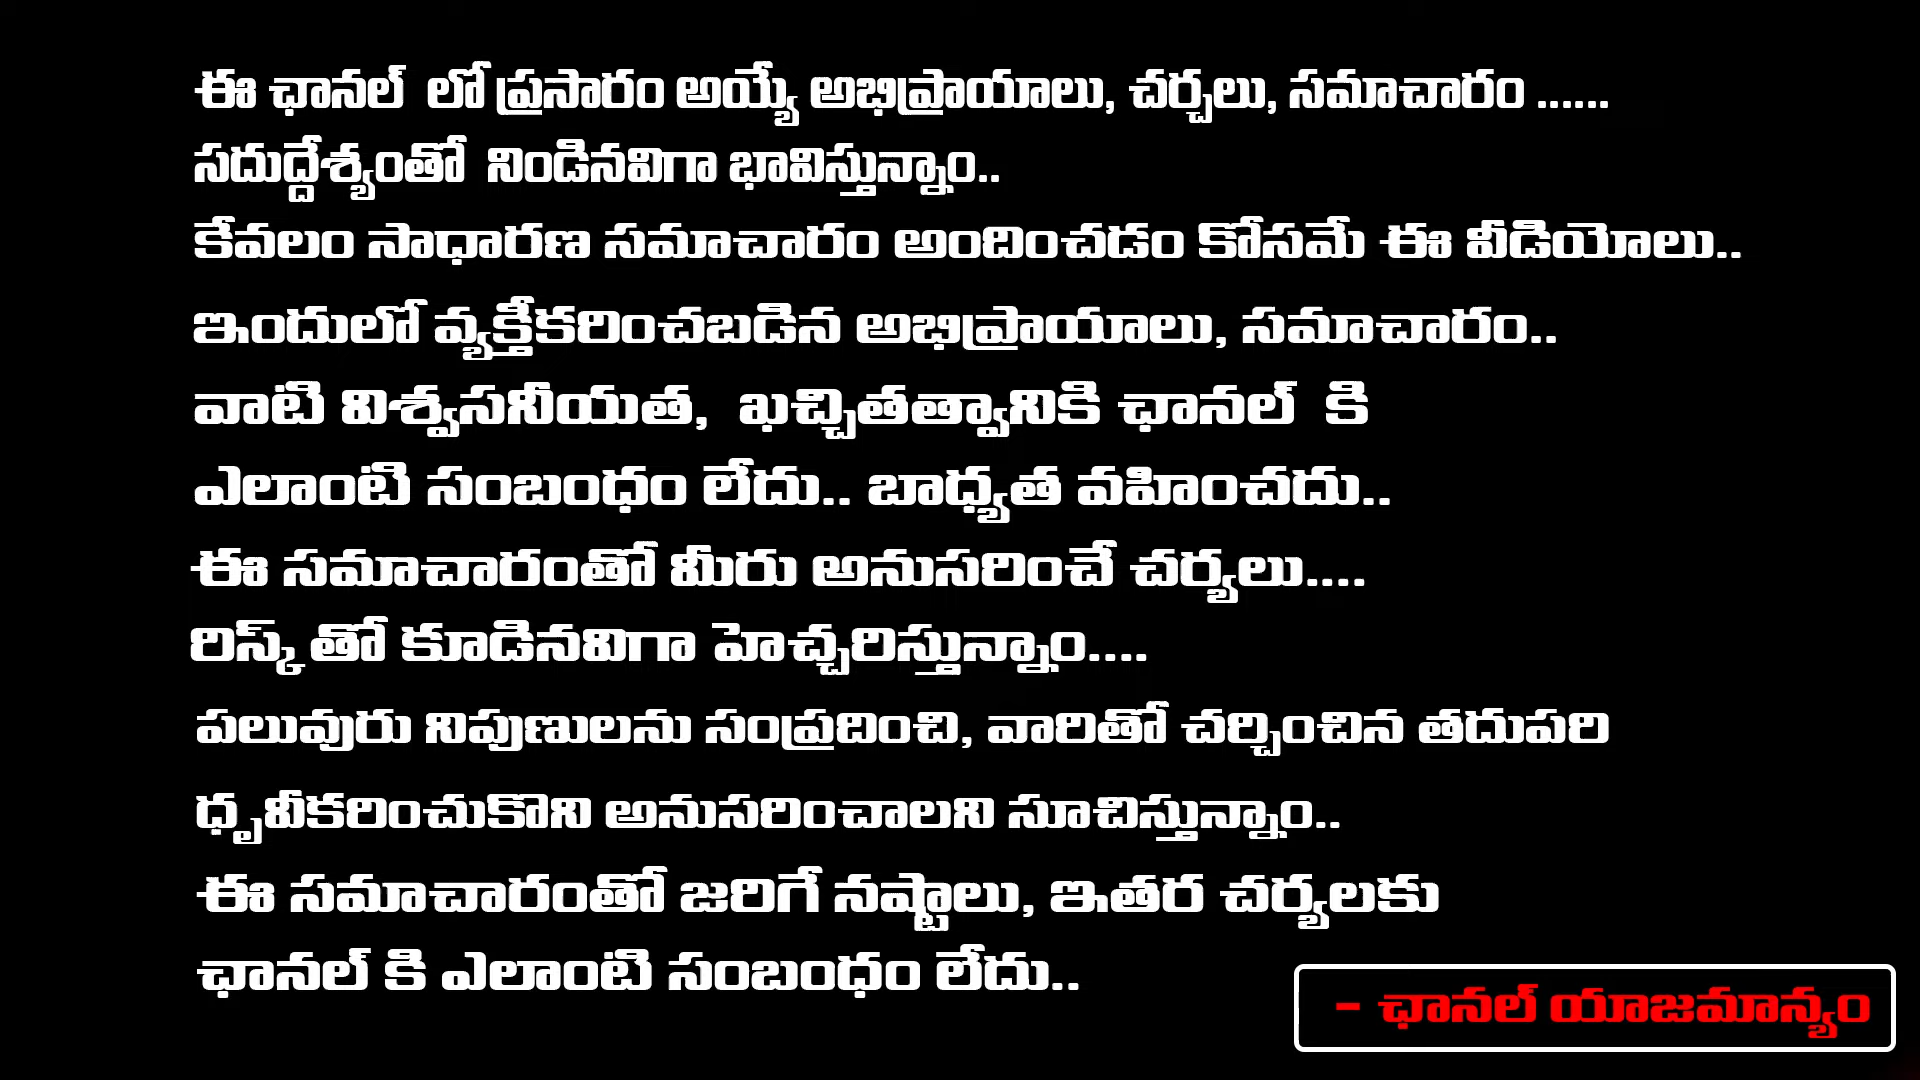 ఈ ఛానల్ లో ప్రసారం అయ్యే అభిప్రాయాలు, చర్చలు, సమాచారం ......
సదుద్దేశ్యంతో నిండినవిగా భావిస్తున్నాం..
కేవలం సాధారణ సమాచారం అందించడం కోసమే ఈ వీడియోలు..
ఇందులో వ్యక్తీకరించబడిన అభిప్రాయాలు, సమాచారం..
వాటి విశ్వసనీయత, ఖచ్చితత్వానికి ఛానల్ కి
ఎలాంటి సంబంధం లేదు.. బాధ్యత వహించదు..
ఈ సమాచారంతో మీరు అనుసరించే చర్యలు....
రిస్క్ తో కూడినవిగా హెచ్చరిస్తున్నాం....
పలువురు నిపుణులను సంప్రదించి, వారితో చర్చించిన తదుపరి
ధృవీకరించుకొని అనుసరించాలని సూచిస్తున్నాం..
ఈ సమాచారంతో జరిగే నష్టాలు, ఇతర చర్యలకు
ఛానల్ కి ఎలాంటి సంబంధం లేదు..
- ఛానల్ యాజమాన్యం